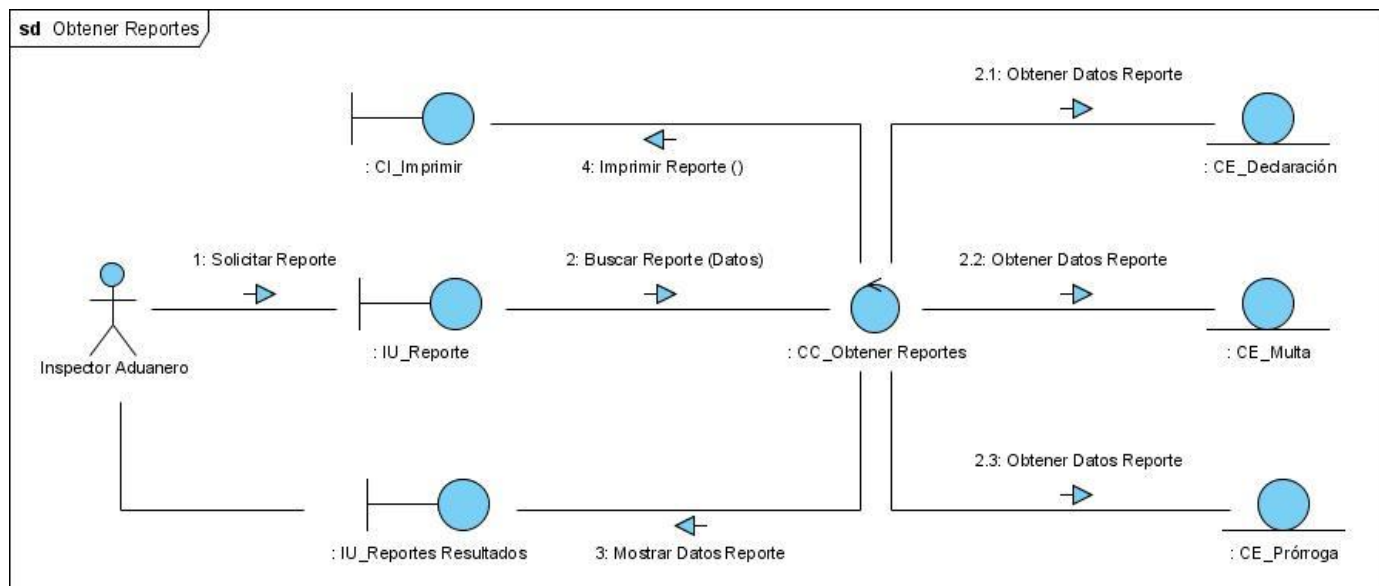 sd Obtener Reportes
2.1: Obtener Datos Reporte
: CI_Imprimir
4: Imprimir Reporte ()
: CE_Declaración
1: Solicitar Reporte
2: Buscar Reporte (Datos)
2.2: Obtener Datos Reporte
Inspector Aduanero
: IU_Reporte
: CC_Obtener Reportes
: CE_Multa
2.3: Obtener Datos Reporte
: IU_Reportes Resultados
3: Mostrar Datos Reporte
: CE_Prórroga